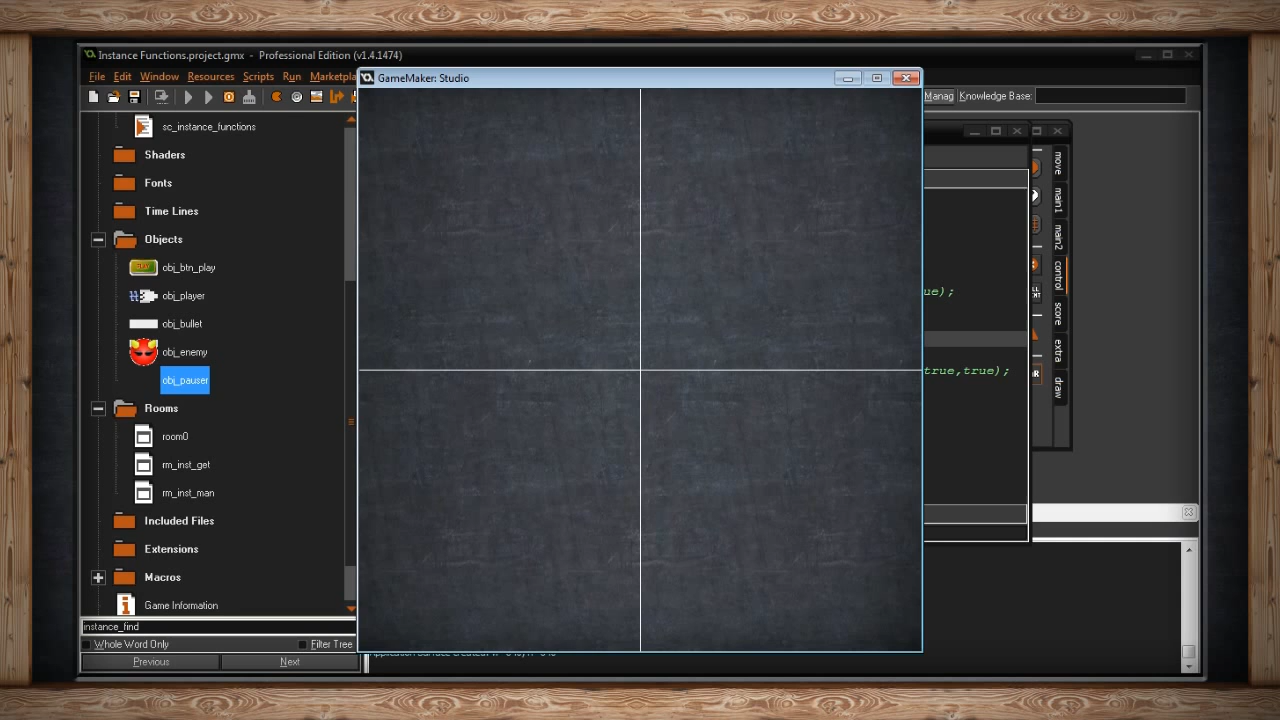 Instance Functions.project.gmx - Professional Edition (v1.4.1474)
File Edit Window Resources Scripts Run Marketpla
GameMaker: Studio
Manag Knowledge Base:
sc_instance_functions
Shaders
Fonts
Time Lines
Objects
obj_btn_play
obj_player
obj_bullet
obj_enemy
obj_pauser
Rooms
room0
rm_inst_get
rm_inst_man
Included Files
Extensions
Macros
Game Information
instance_find
Whole Word Only Filter Tree
Previous Next
ue);
true,true);
move
main1
main2
control
score
extra
draw